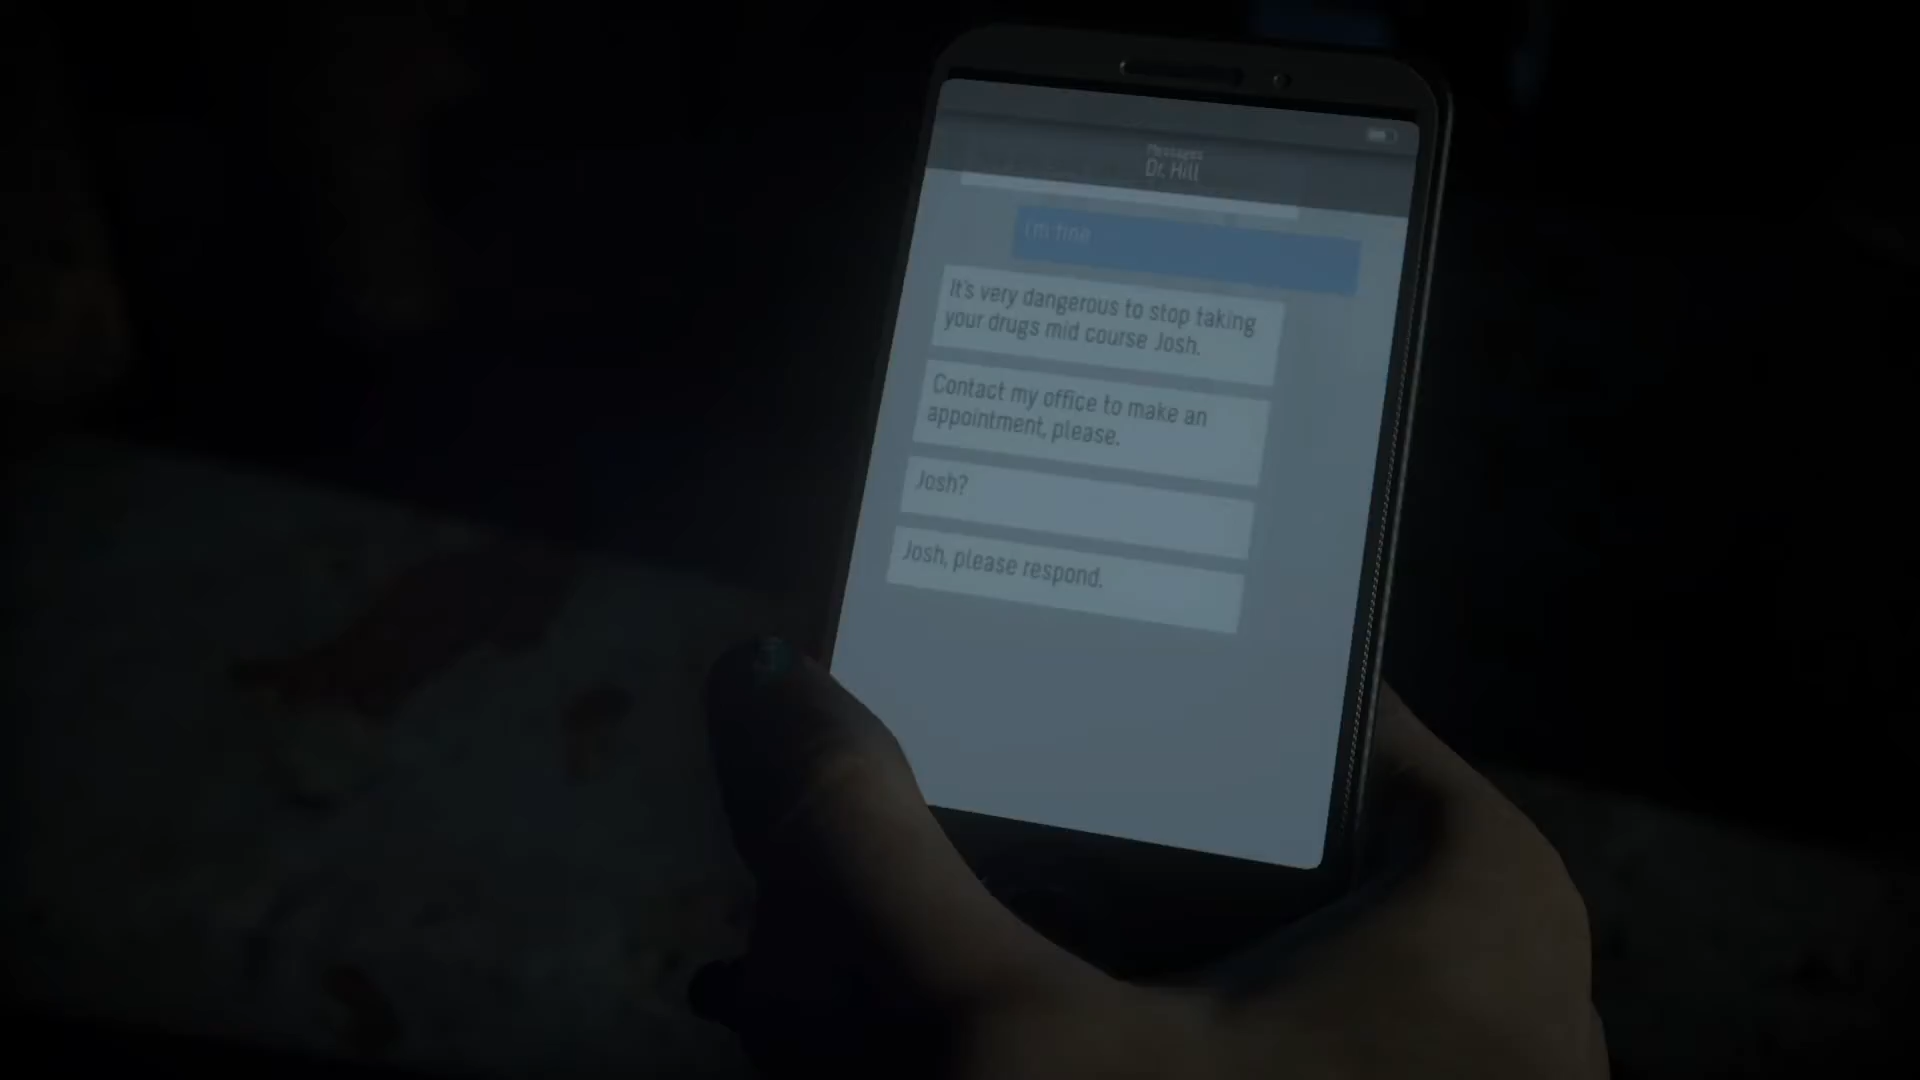 Messages
Dr. Hill
I'm fine
It's very dangerous to stop taking
your drugs mid course Josh.
Contact my office to make an
appointment, please.
Josh?
Josh, please respond.